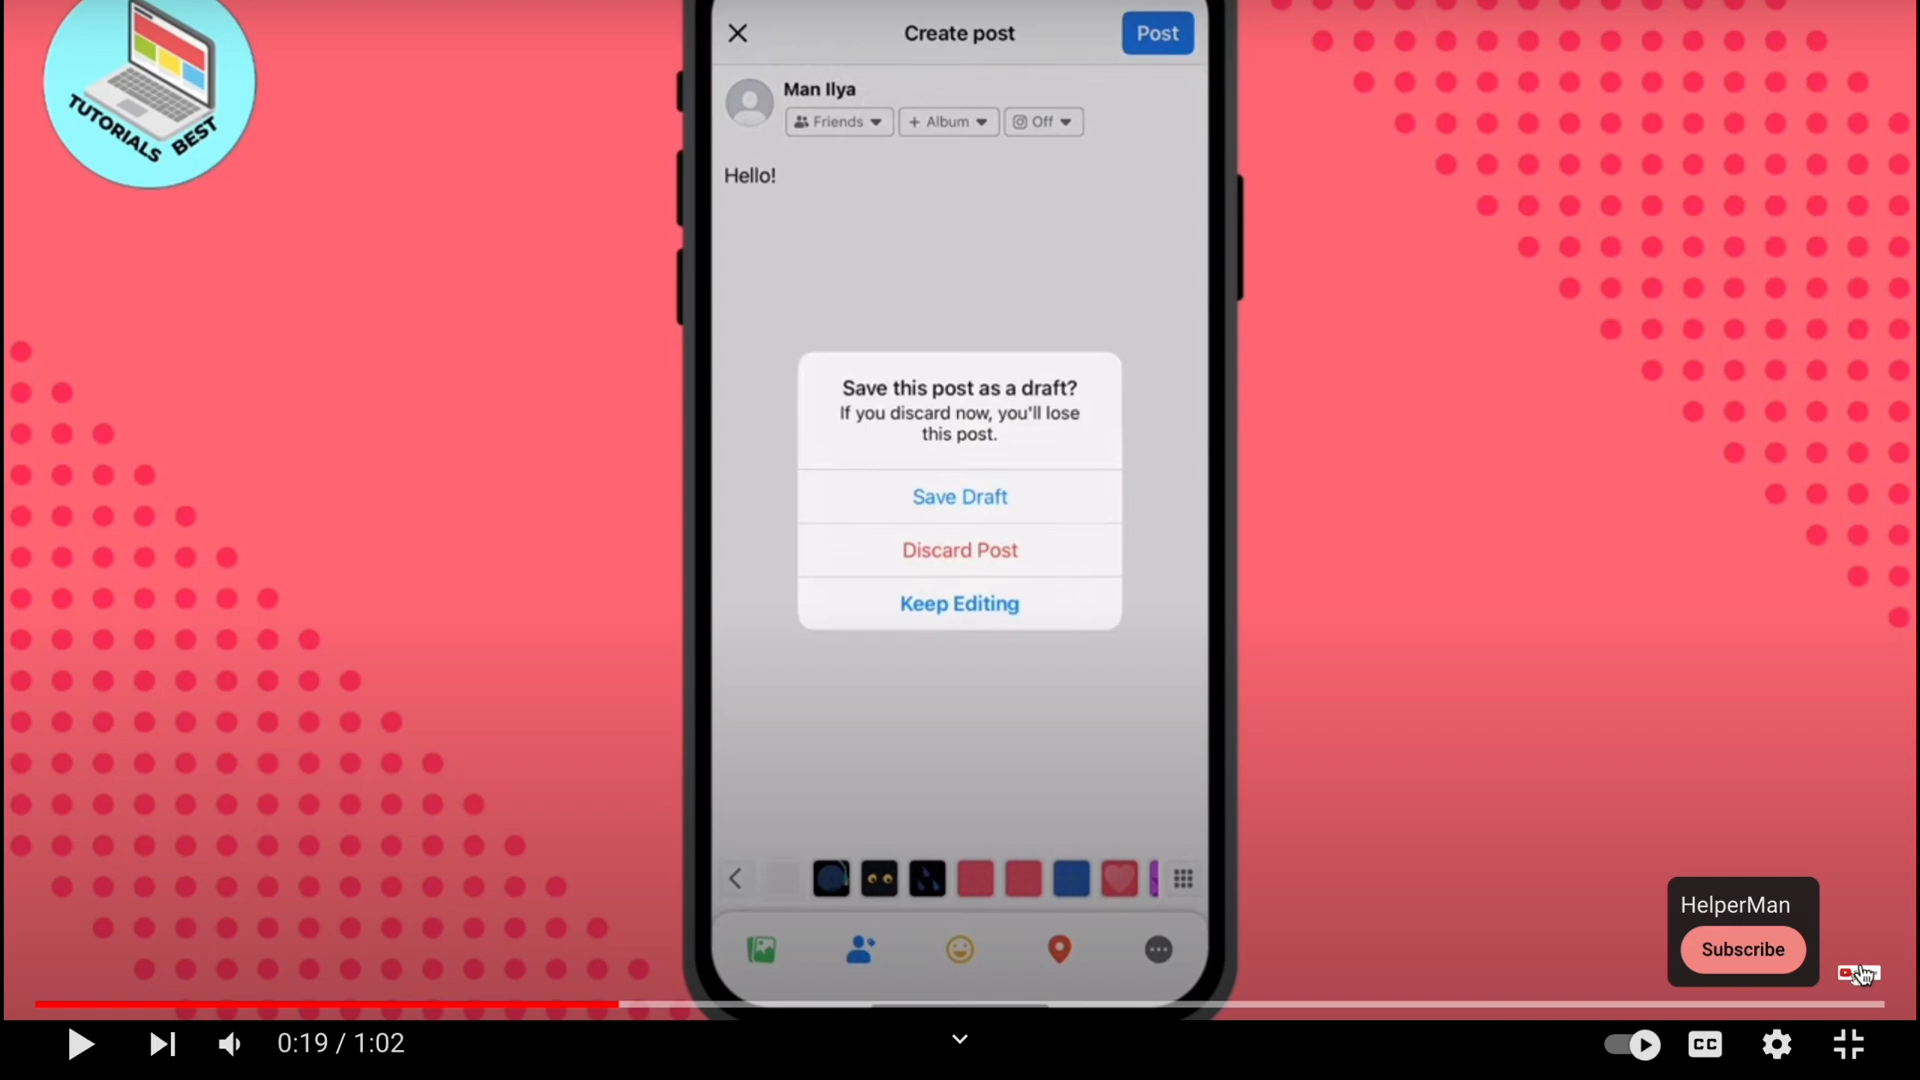 TUTORIALS BEST
Create post
Post
Man Ilya
Friends
+ Album
Off
Hello!
Save this post as a draft?
If you discard now, you'll lose
this post.
Save Draft
Discard Post
Keep Editing
HelperMan
Subscribe
0:19 / 1:02
CC